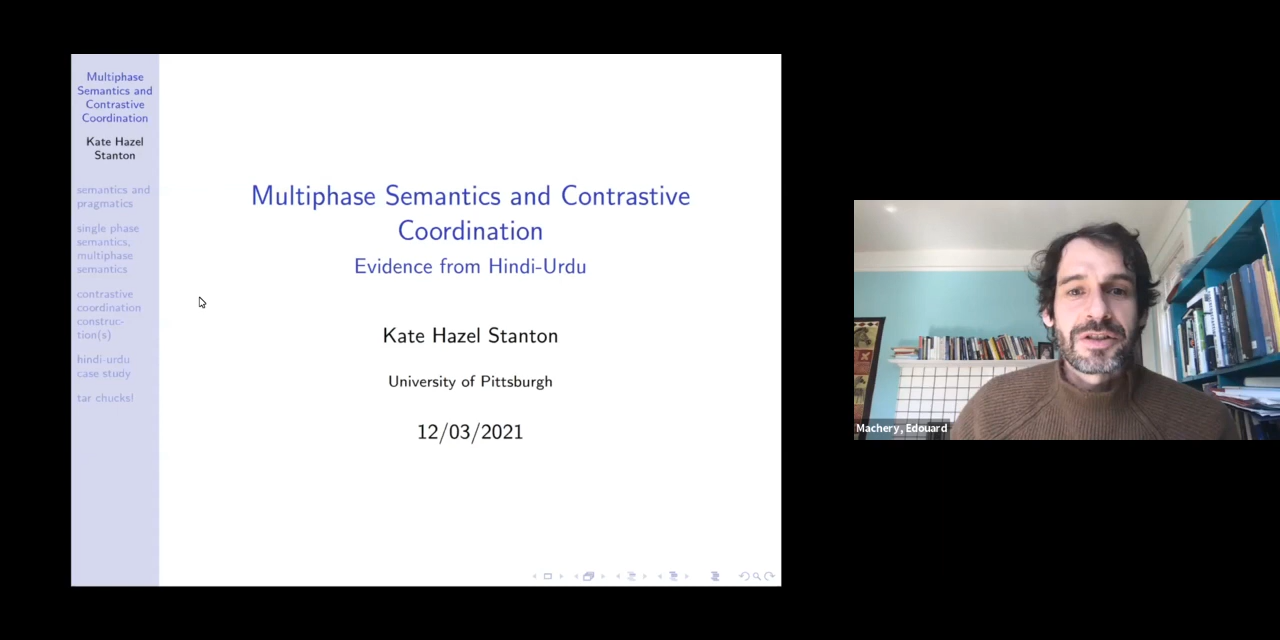 Multiphase
Semantics and
Contrastive
Coordination
Kate Hazel
Stanton
semantics and
pragmatics
single phase
semantics,
multiphase
semantics
contrastive
coordination
construc-
tion(s)
hindi-urdu
case study
tar chucks!
Multiphase Semantics and Contrastive
Coordination
Evidence from Hindi-Urdu
Kate Hazel Stanton
University of Pittsburgh
12/03/2021
Machery, Edouard